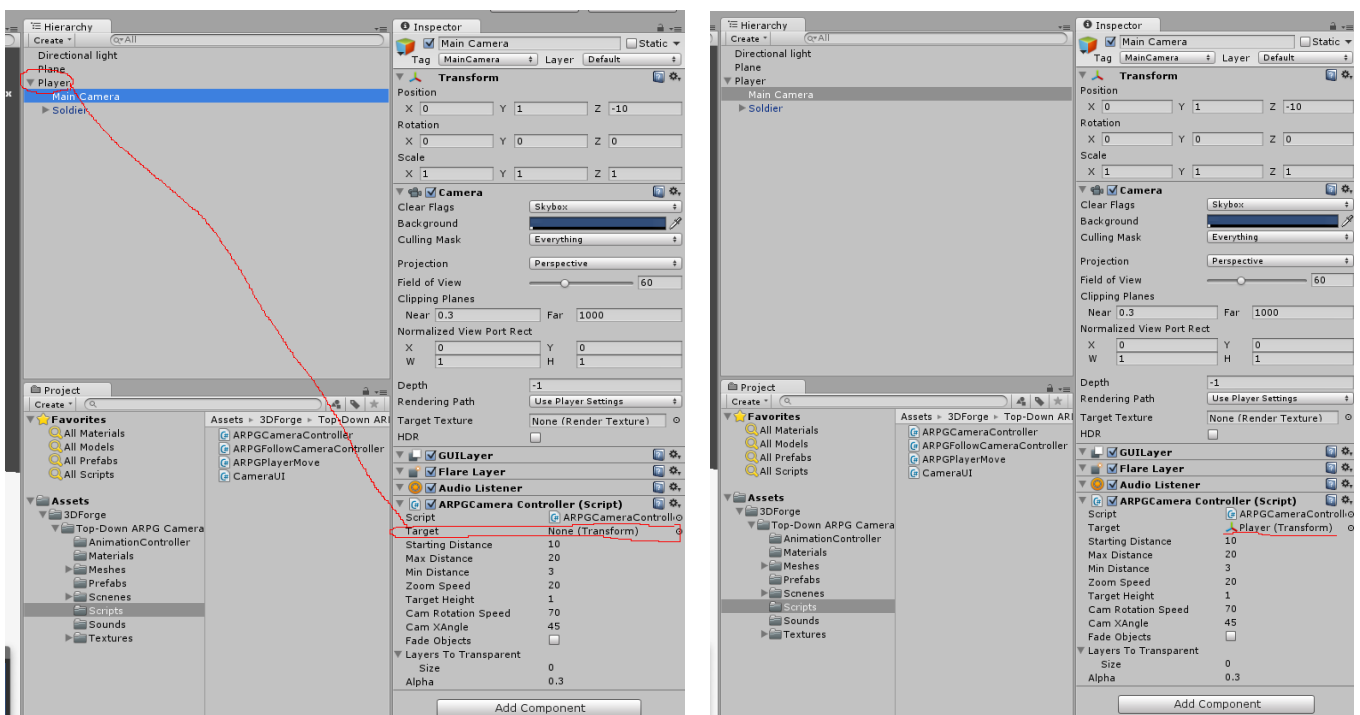 Hierarchy
Create
All
Directional light
Plane
Player
Main Camera
Soldier
Project
Create
Favorites
All Materials
All Models
All Prefabs
All Scripts
Assets
3DForge
Top-Down ARPG Camera
AnimationController
Materials
Meshes
Prefabs
Scnenes
Scripts
Sounds
Textures
Assets ▸ 3DForge ▸ Top-Down ARI
ARPGCameraController
ARPGFollowCameraController
ARPGPlayerMove
CameraUI
Inspector
Main Camera Static
Tag MainCamera Layer Default
Transform
Position
X 0 Y 1 Z -10
Rotation
X 0 Y 0 Z 0
Scale
X 1 Y 1 Z 1
Camera
Clear Flags Skybox
Background
Culling Mask Everything
Projection Perspective
Field of View 60
Clipping Planes
Near 0.3 Far 1000
Normalized View Port Rect
X 0 Y 0
W 1 H 1
Depth -1
Rendering Path Use Player Settings
Target Texture None (Render Texture)
HDR
GUILayer
Flare Layer
Audio Listener
ARPGCamera Controller (Script)
Script ARPGCameraControll
Target None (Transform)
Starting Distance 10
Max Distance 20
Min Distance 3
Zoom Speed 20
Target Height 1
Cam Rotation Speed 70
Cam XAngle 45
Fade Objects
Layers To Transparent
Size 0
Alpha 0.3
Add Component
Hierarchy
Create
All
Directional light
Plane
Player
Main Camera
Soldier
Project
Create
Favorites
All Materials
All Models
All Prefabs
All Scripts
Assets
3DForge
Top-Down ARPG Camera
AnimationController
Materials
Meshes
Prefabs
Scnenes
Scripts
Sounds
Textures
Assets ▸ 3DForge ▸ Top-Down ARI
ARPGCameraController
ARPGFollowCameraController
ARPGPlayerMove
CameraUI
Inspector
Main Camera Static
Tag MainCamera Layer Default
Transform
Position
X 0 Y 1 Z -10
Rotation
X 0 Y 0 Z 0
Scale
X 1 Y 1 Z 1
Camera
Clear Flags Skybox
Background
Culling Mask Everything
Projection Perspective
Field of View 60
Clipping Planes
Near 0.3 Far 1000
Normalized View Port Rect
X 0 Y 0
W 1 H 1
Depth -1
Rendering Path Use Player Settings
Target Texture None (Render Texture)
HDR
GUILayer
Flare Layer
Audio Listener
ARPGCamera Controller (Script)
Script ARPGCameraControll
Target Player (Transform)
Starting Distance 10
Max Distance 20
Min Distance 3
Zoom Speed 20
Target Height 1
Cam Rotation Speed 70
Cam XAngle 45
Fade Objects
Layers To Transparent
Size 0
Alpha 0.3
Add Component